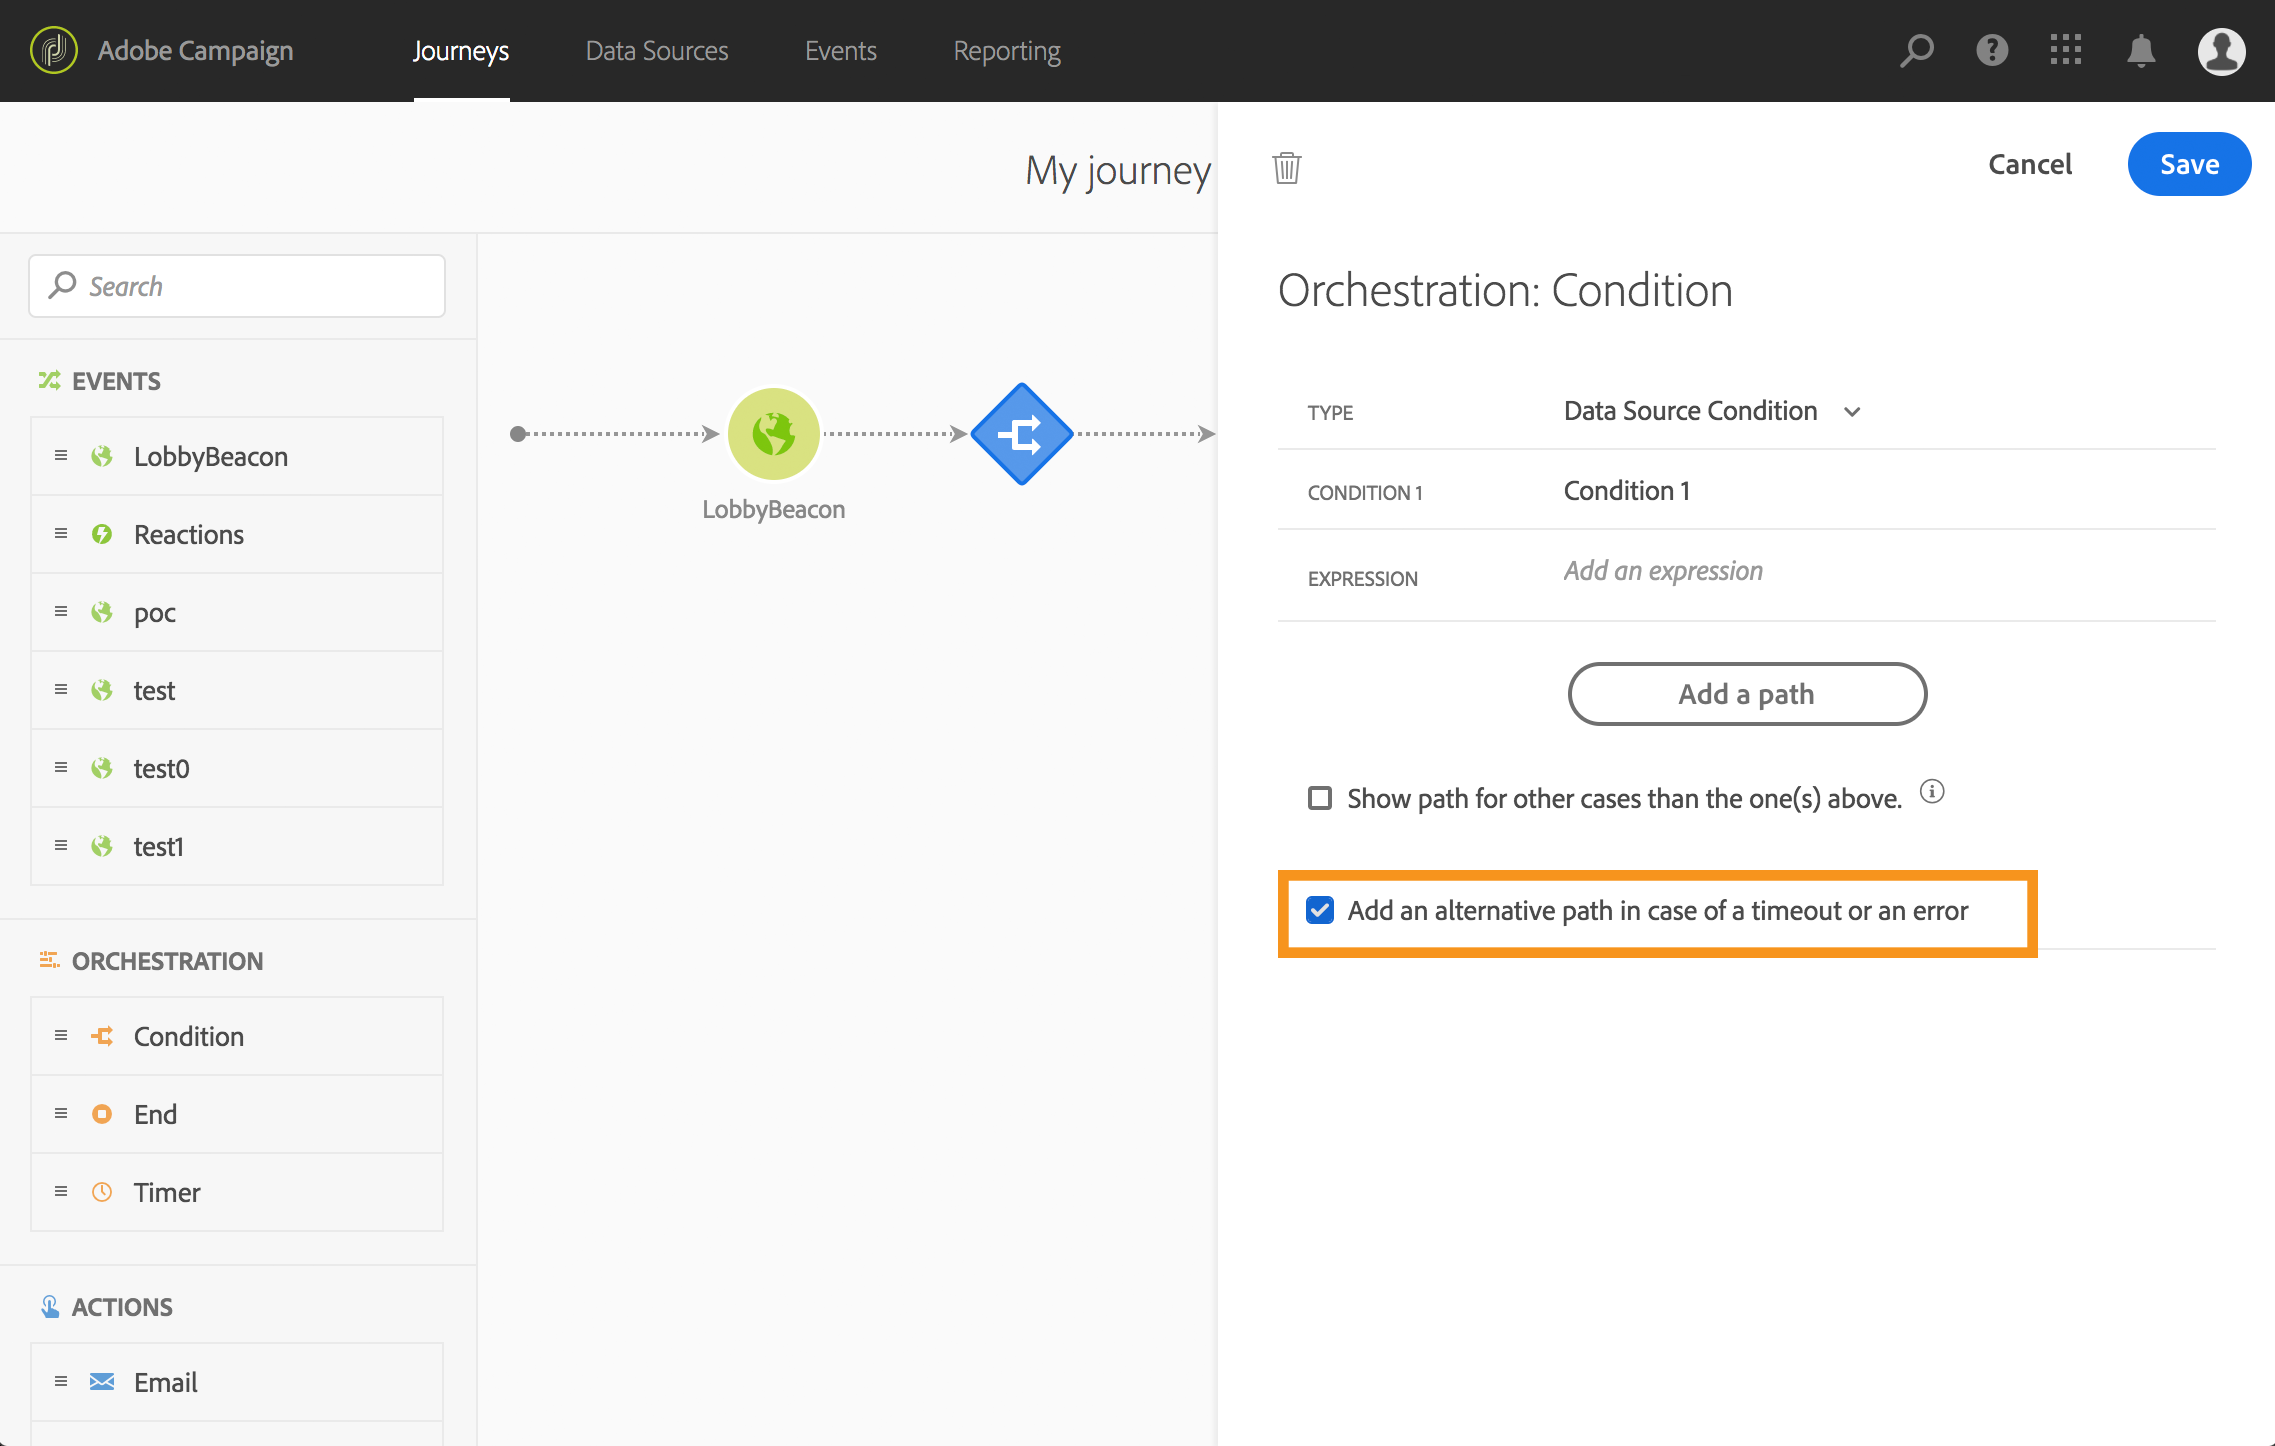 Adobe Campaign Journeys Data Sources Events Reporting
My journey
Cancel Save
Search
Orchestration: Condition
EVENTS
LobbyBeacon
Reactions
poc
test
test0
test1
ORCHESTRATION
Condition
End
Timer
ACTIONS
Email
LobbyBeacon
TYPE Data Source Condition
CONDITION 1 Condition 1
EXPRESSION Add an expression
Add a path
Show path for other cases than the one(s) above.
Add an alternative path in case of a timeout or an error